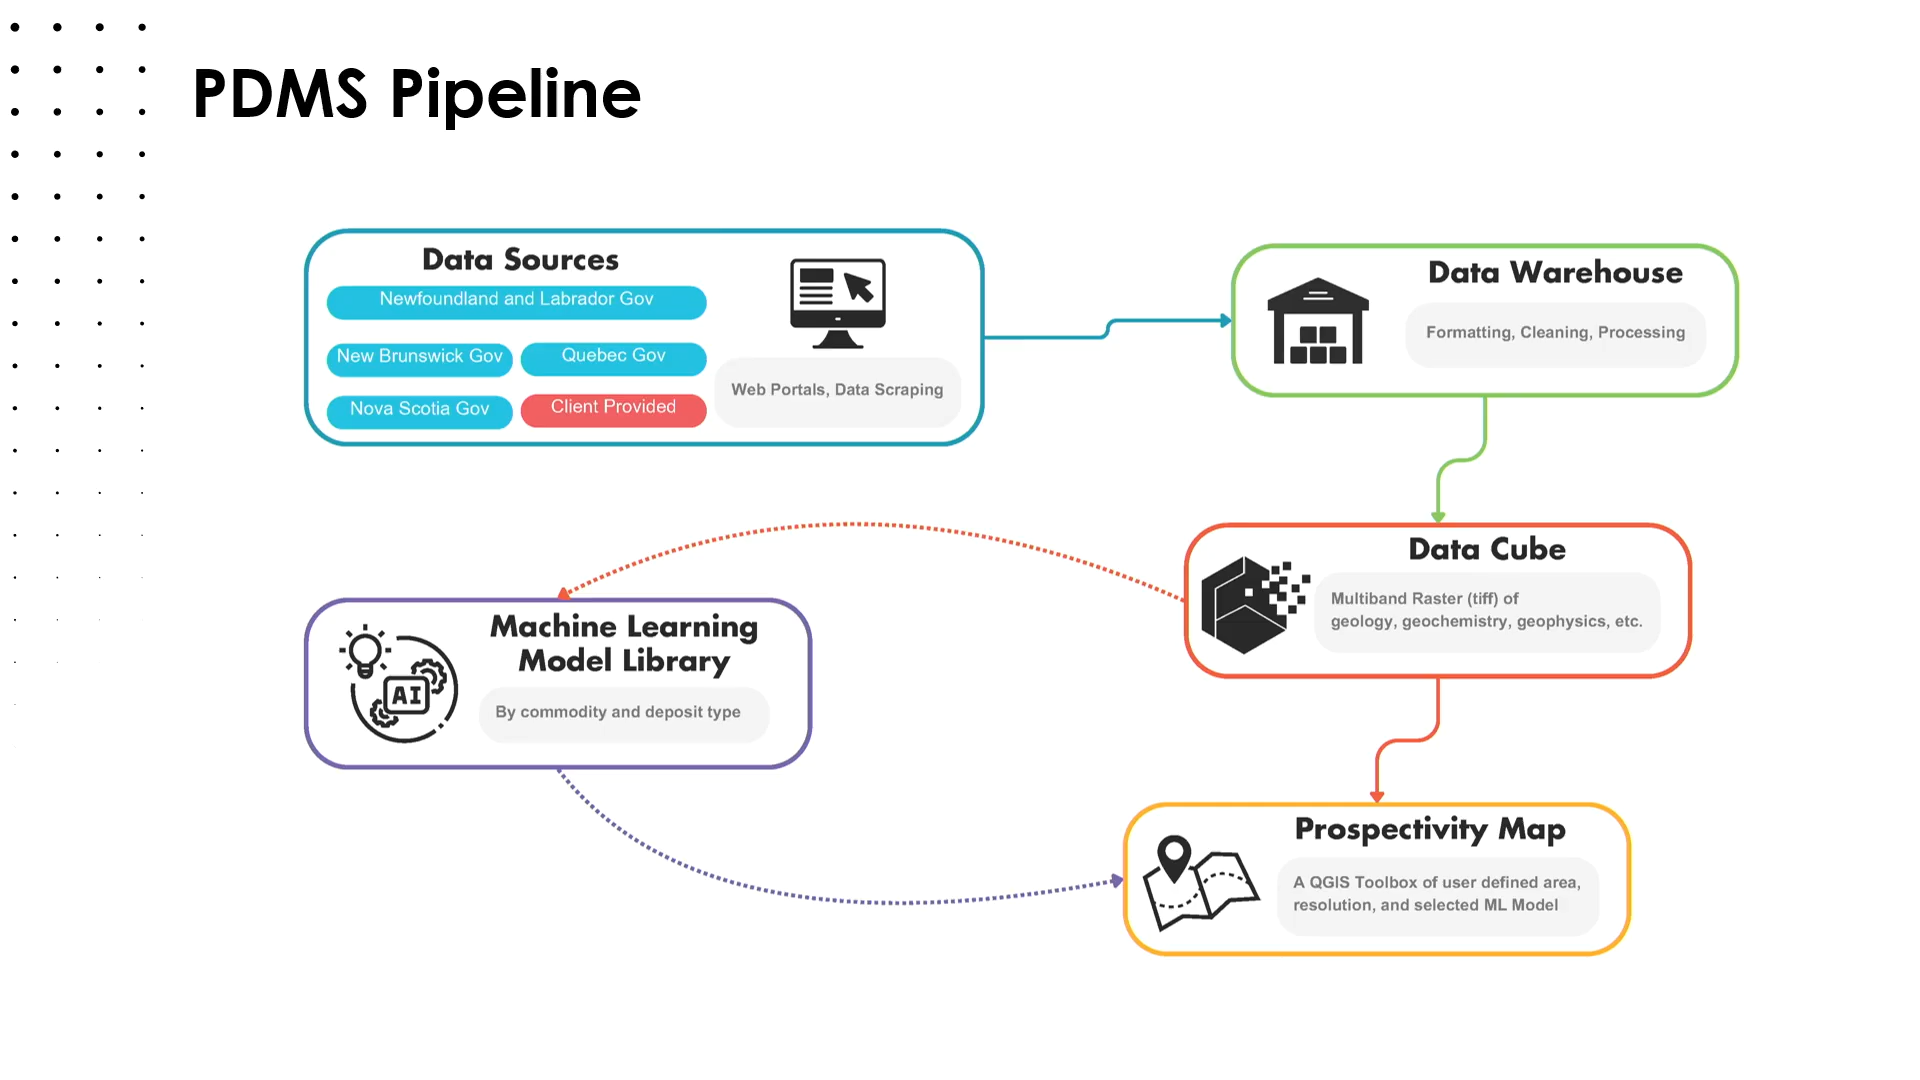 PDMS Pipeline
Data Sources
Newfoundland and Labrador Gov
New Brunswick Gov
Quebec Gov
Nova Scotia Gov
Client Provided
Web Portals, Data Scraping
Data Warehouse
Formatting, Cleaning, Processing
Data Cube
Multiband Raster (tiff) of
geology, geochemistry, geophysics, etc.
Machine Learning
Model Library
AI
By commodity and deposit type
Prospectivity Map
A QGIS Toolbox of user defined area,
resolution, and selected ML Model